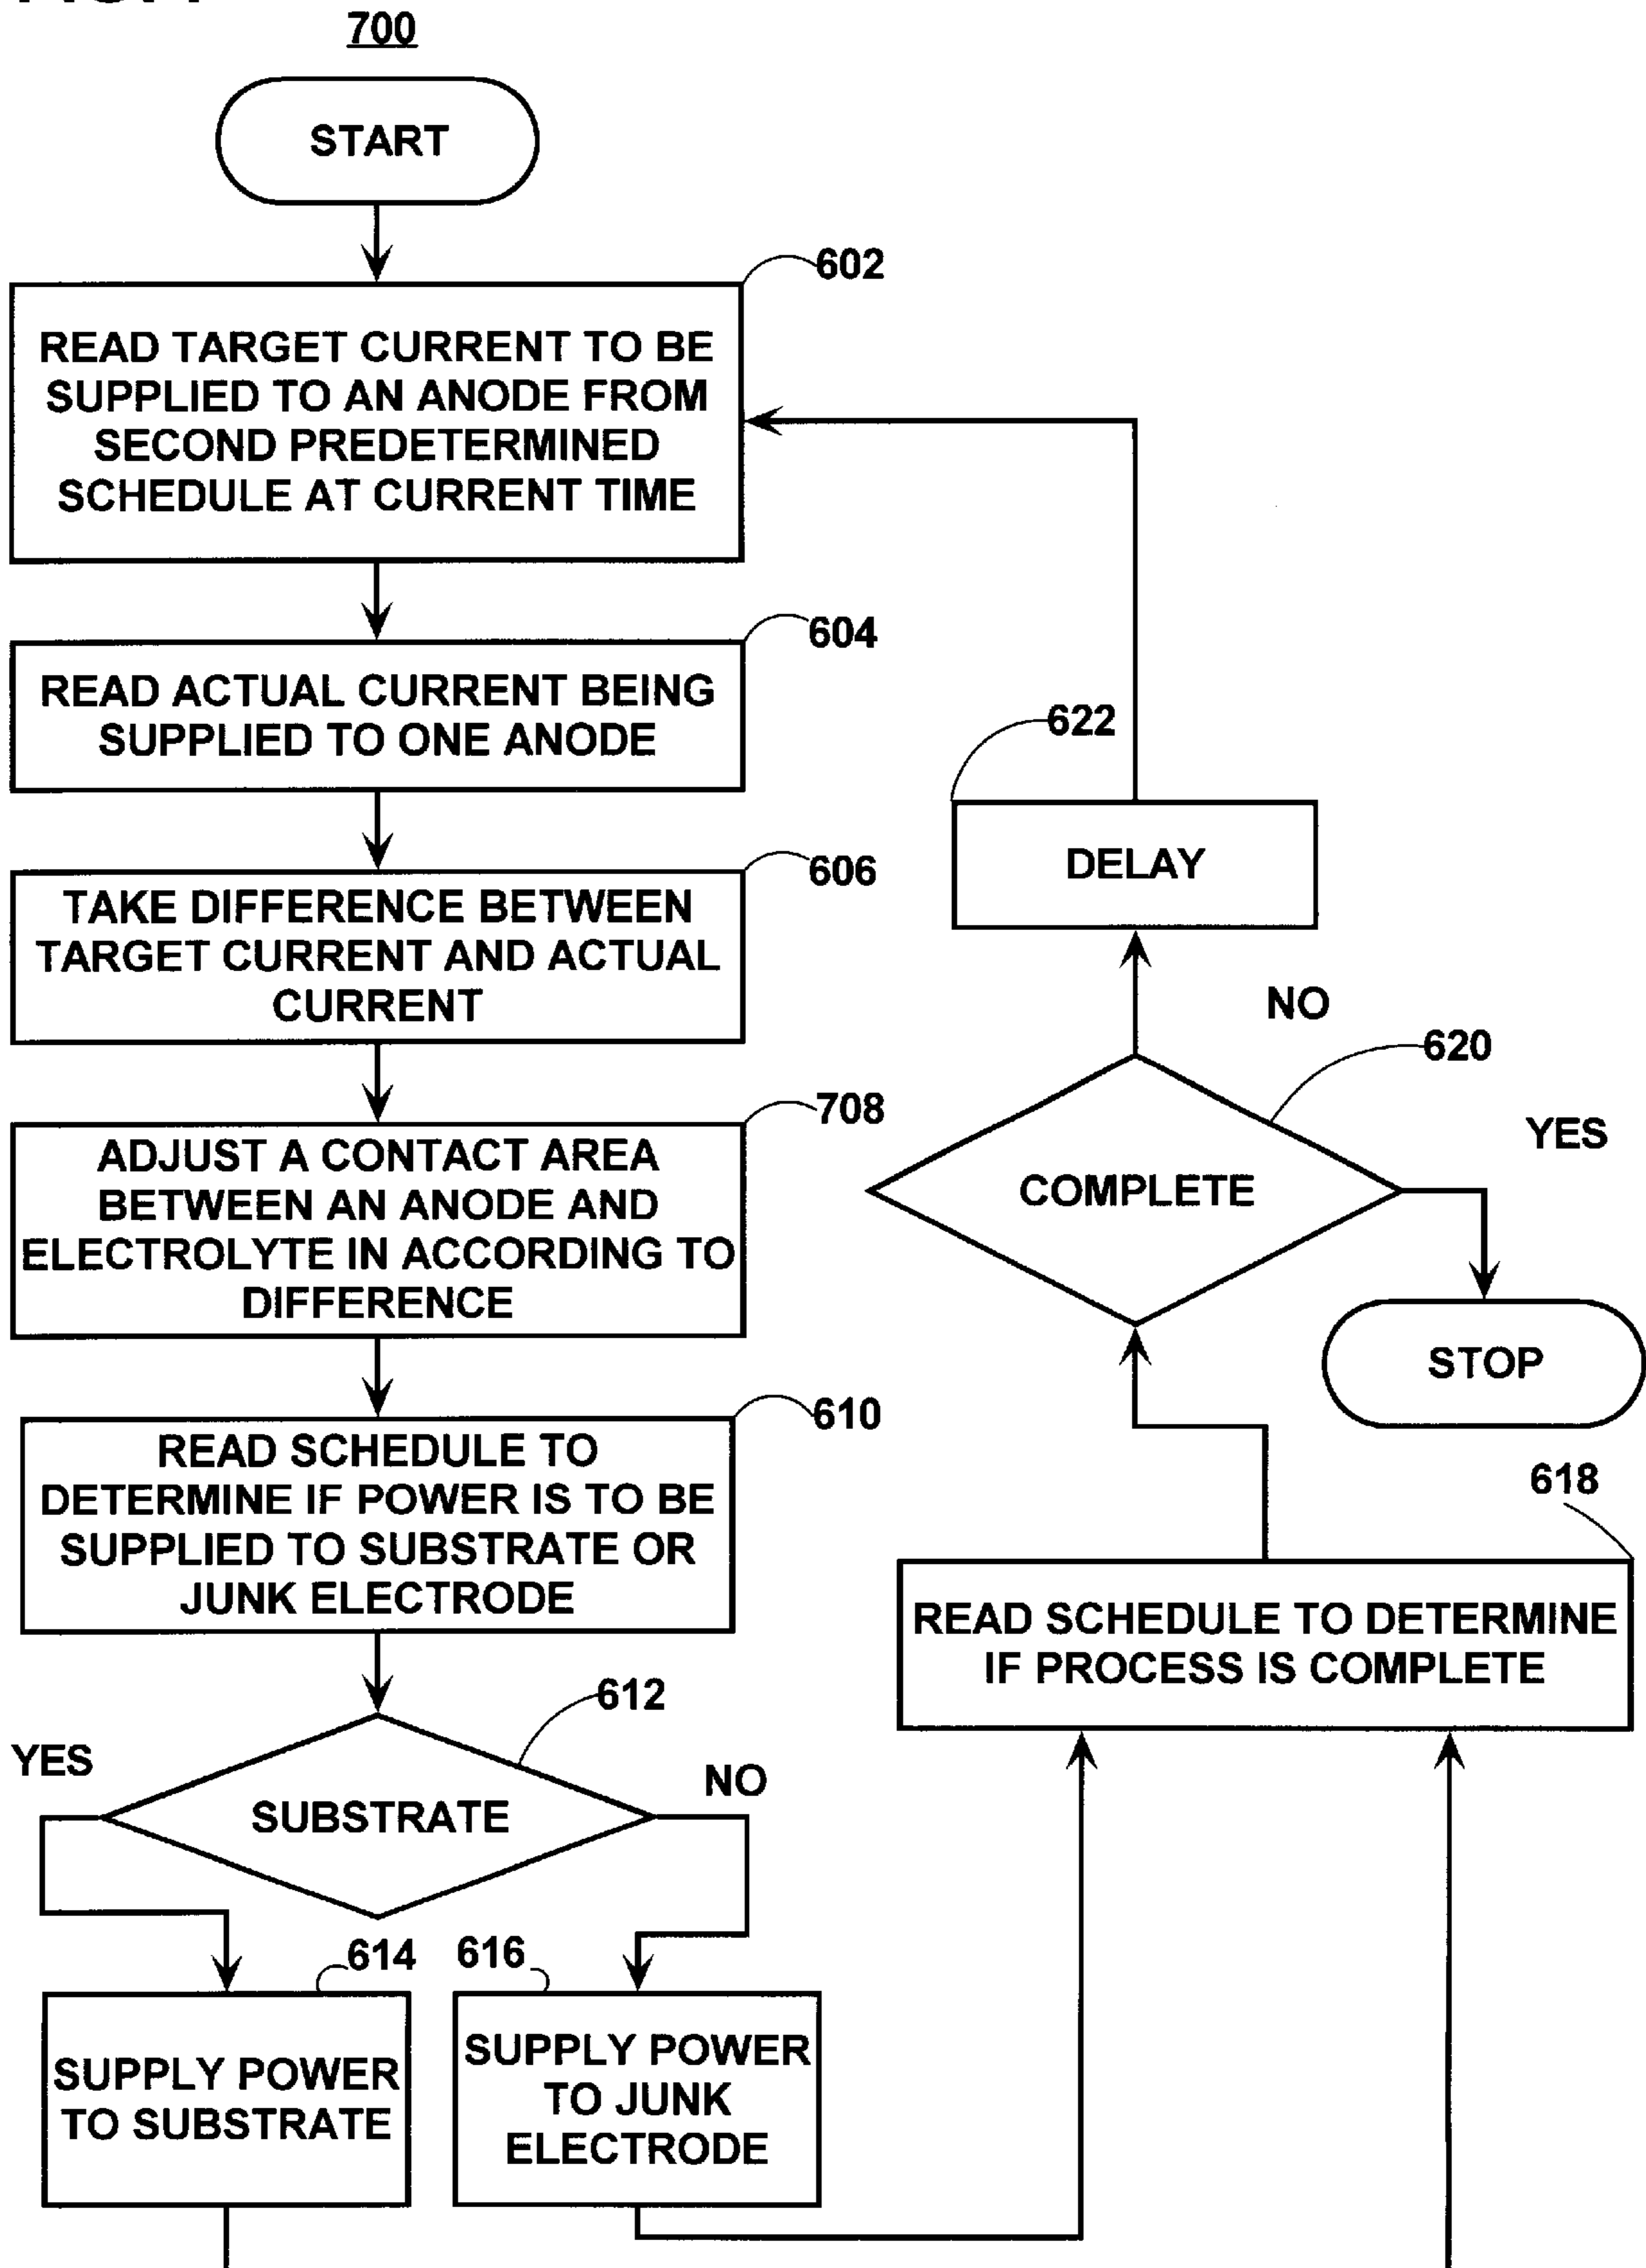 700
START
602
READ TARGET CURRENT TO BE
SUPPLIED TO AN ANODE FROM
SECOND PREDETERMINED
SCHEDULE AT CURRENT TIME
604
READ ACTUAL CURRENT BEING
SUPPLIED TO ONE ANODE
606
TAKE DIFFERENCE BETWEEN
TARGET CURRENT AND ACTUAL
CURRENT
708
ADJUST A CONTACT AREA
BETWEEN AN ANODE AND
ELECTROLYTE IN ACCORDING TO
DIFFERENCE
610
READ SCHEDULE TO
DETERMINE IF POWER IS TO BE
SUPPLIED TO SUBSTRATE OR
JUNK ELECTRODE
612
YES
NO
SUBSTRATE
614
SUPPLY POWER
TO SUBSTRATE
616
SUPPLY POWER
TO JUNK
ELECTRODE
622
DELAY
NO
620
YES
COMPLETE
STOP
618
READ SCHEDULE TO DETERMINE
IF PROCESS IS COMPLETE